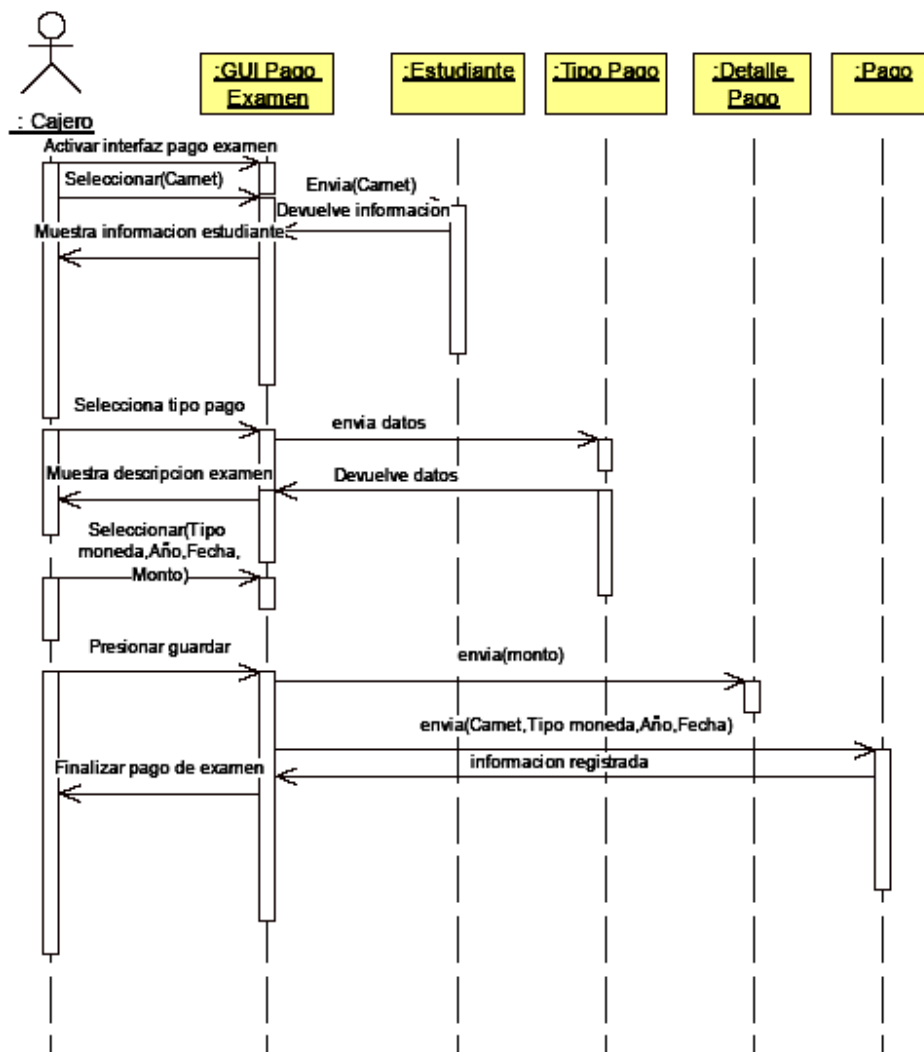 :GUI Pago
Examen
:Estudiante
:Tipo Pago
:Detalle
Pago
:Pago
: Cajero
Activar interfaz pago examen
Seleccionar(Carnet)
Envia(Carnet)
Devuelve información
Muestra informacion estudiante
Selecciona tipo pago
envia datos
Muestra descripcion examen
Devuelve datos
Seleccionar(Tipo
moneda,Año,Fecha,
Monto)
Presionar guardar
envia(monto)
envia(Carnet,Tipo moneda,Año,Fecha)
informacion registrada
Finalizar pago de examen